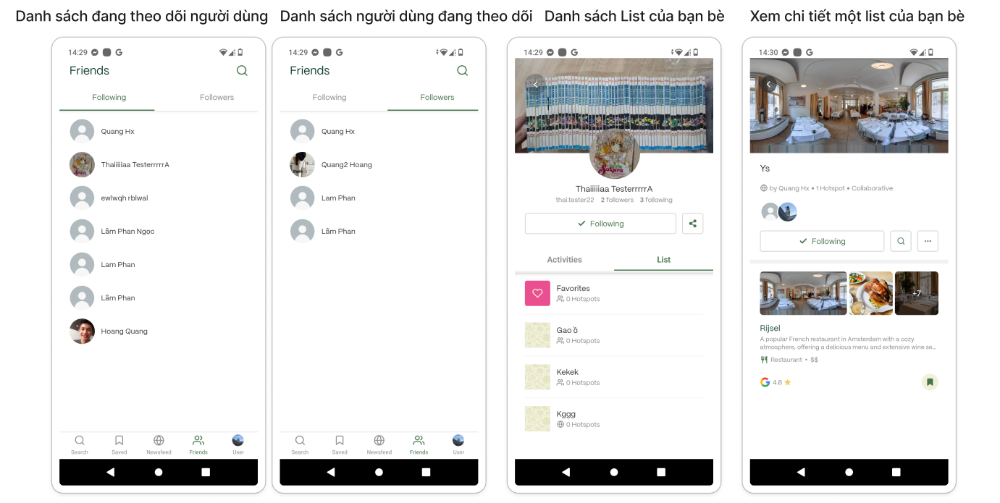 Danh sách đang theo dõi người dùng
Danh sách người dùng đang theo dõi
Danh sách List của bạn bè
Xem chi tiết một list của bạn bè
14:29
Friends
Following
Followers
Quang Hx
Thaiiiiiaa TesterrrrrA
ewlwqh rblwal
Lâm Phan Ngọc
Lam Phan
Lâm Phan
Hoang Quang
Search
Saved
Newsfeed
Friends
User
14:29
Friends
Following
Followers
Quang Hx
Quang2 Hoang
Lam Phan
Lâm Phan
Search
Saved
Newsfeed
Friends
User
14:29
Sakura
Thaiiiiiaa TesterrrrrA
thai.tester22 2 followers 3 following
Following
Activities
List
Favorites
0 Hotspots
Gao ồ
0 Hotspots
Kekek
0 Hotspots
Kggg
0 Hotspots
14:30
Ys
by Quang Hx • 1 Hotspot • Collaborative
Following
+7
Rijsel
A popular French restaurant in Amsterdam with a cozy
atmosphere, offering a delicious menu and extensive wine se...
Restaurant • $$
4.6